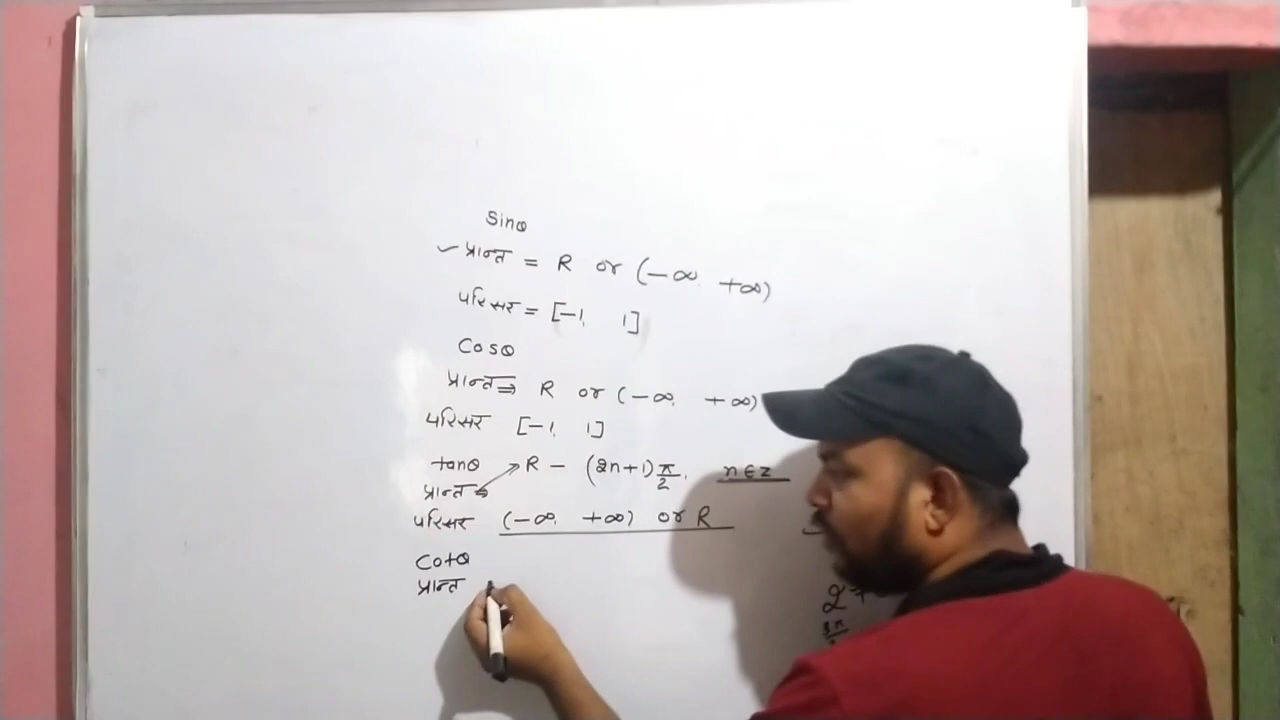 Sinθ
✓ प्रान्त = R or (-∞, +∞)
परिसर = [-1, 1]
Cosθ
प्रान्त ⇒ R or (-∞, +∞)
परिसर [-1, 1]
tanθ
प्रान्त → R - (2n+1) π/2, n∈z
परिसर (-∞, +∞) or R
Cotθ
प्रान्त